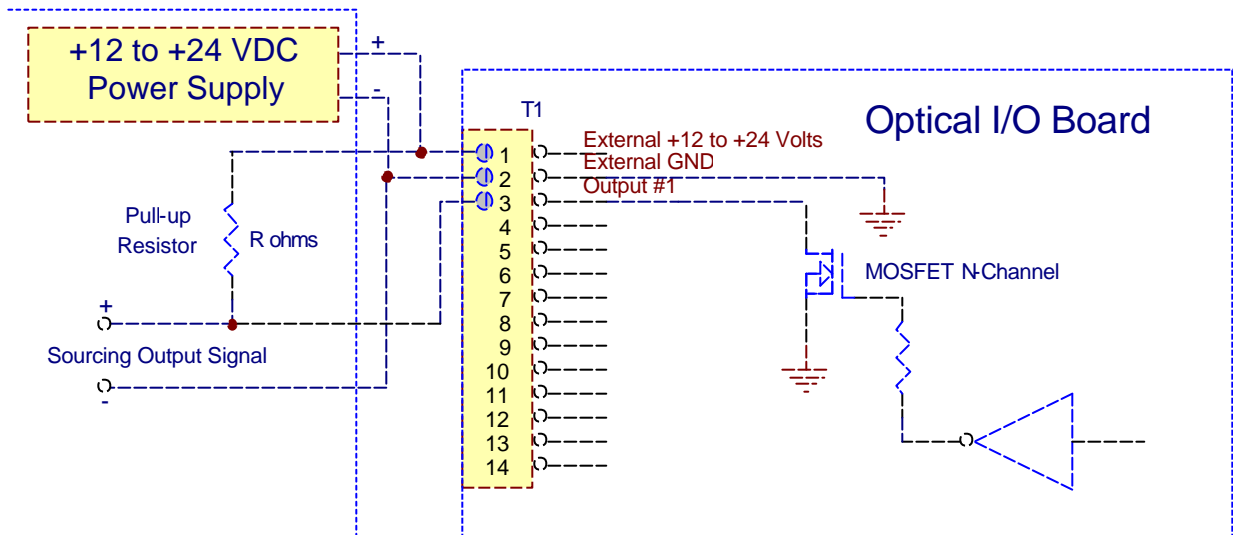 +12 to +24 VDC
Power Supply
+
-
T1
Optical I/O Board
External +12 to +24 Volts
External GND
Output #1
1
2
3
4
5
6
7
8
9
10
11
12
13
14
Pull-up
Resistor
R ohms
MOSFET N-Channel
+
Sourcing Output Signal
-